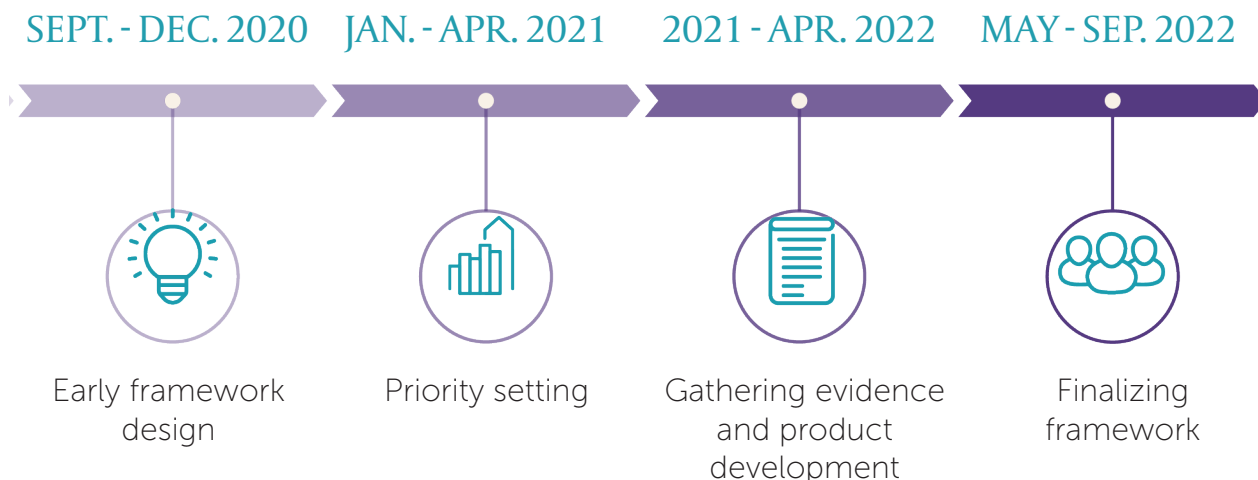 SEPT. - DEC. 2020
JAN. - APR. 2021
2021 - APR. 2022
MAY - SEP. 2022
Early framework
design
Priority setting
Gathering evidence
and product
development
Finalizing
framework